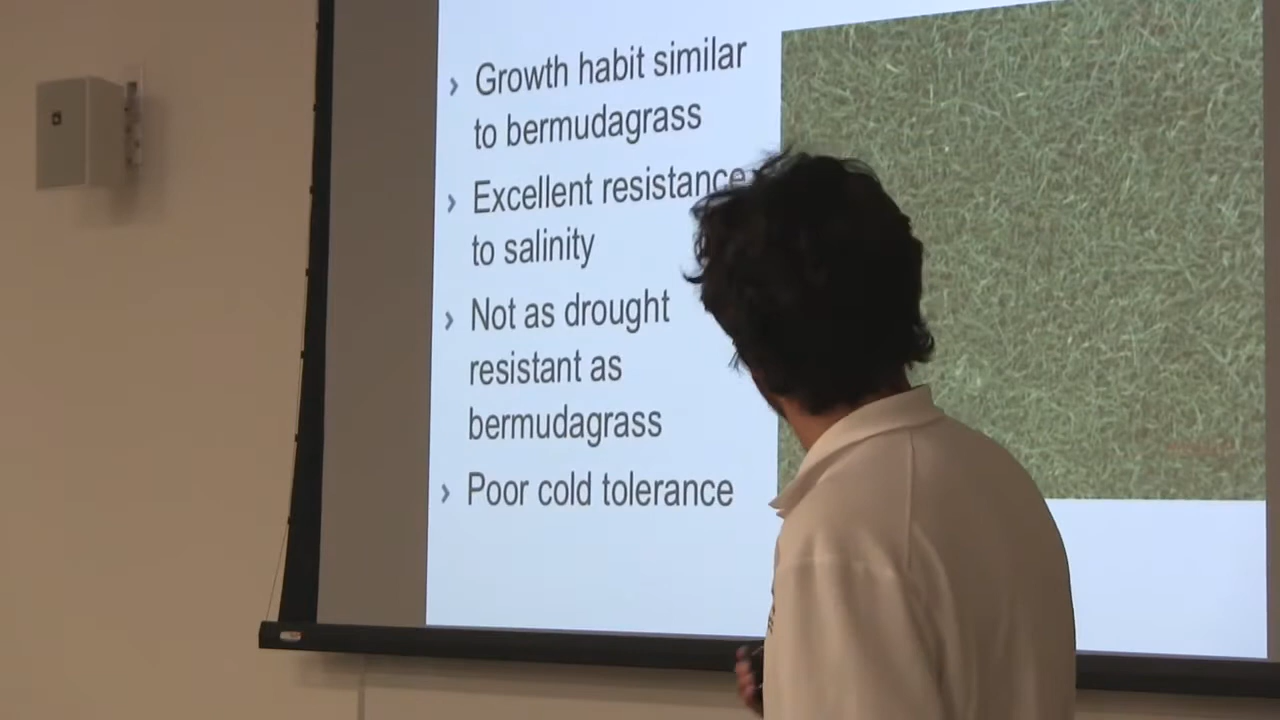 › Growth habit similar
to bermudagrass
› Excellent resistance
to salinity
› Not as drought
resistant as
bermudagrass
› Poor cold tolerance